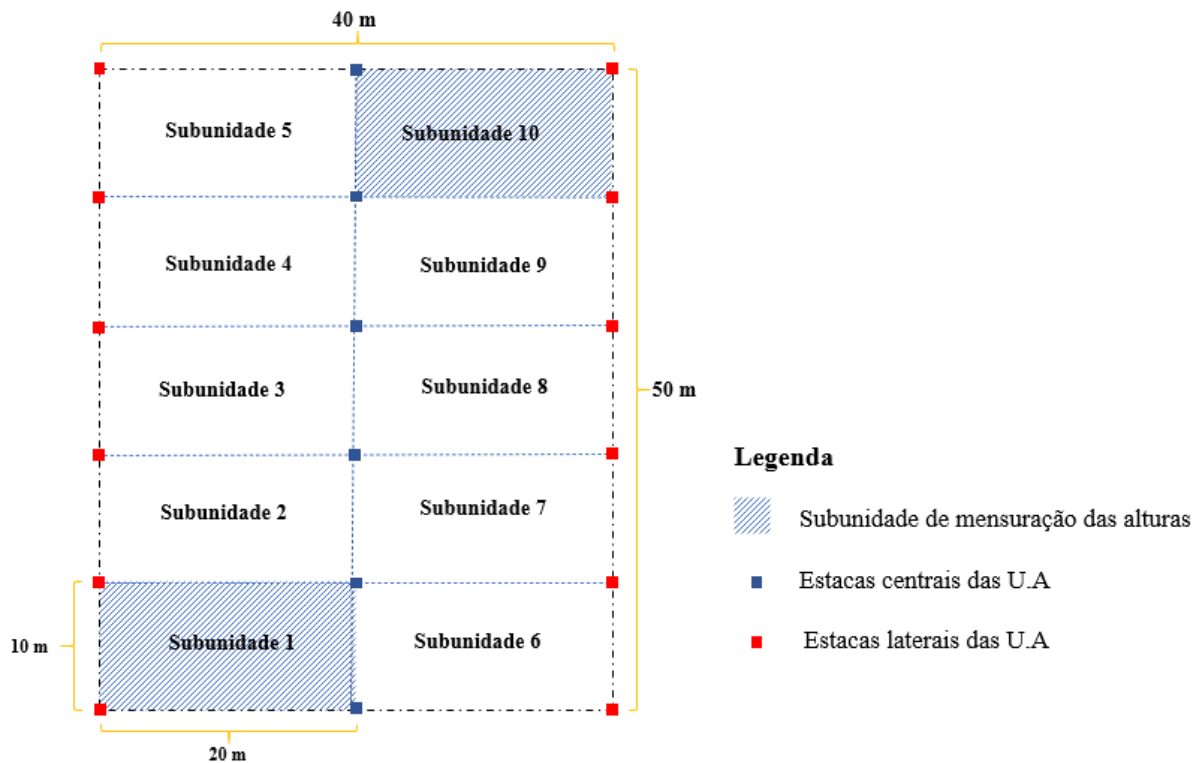 40 m
Subunidade 5
Subunidade 10
Subunidade 4
Subunidade 9
Subunidade 3
Subunidade 8
50 m
Subunidade 2
Subunidade 7
10 m
Subunidade 1
Subunidade 6
20 m
Legenda
Subunidade de mensuração das alturas
Estacas centrais das U.A
Estacas laterais das U.A